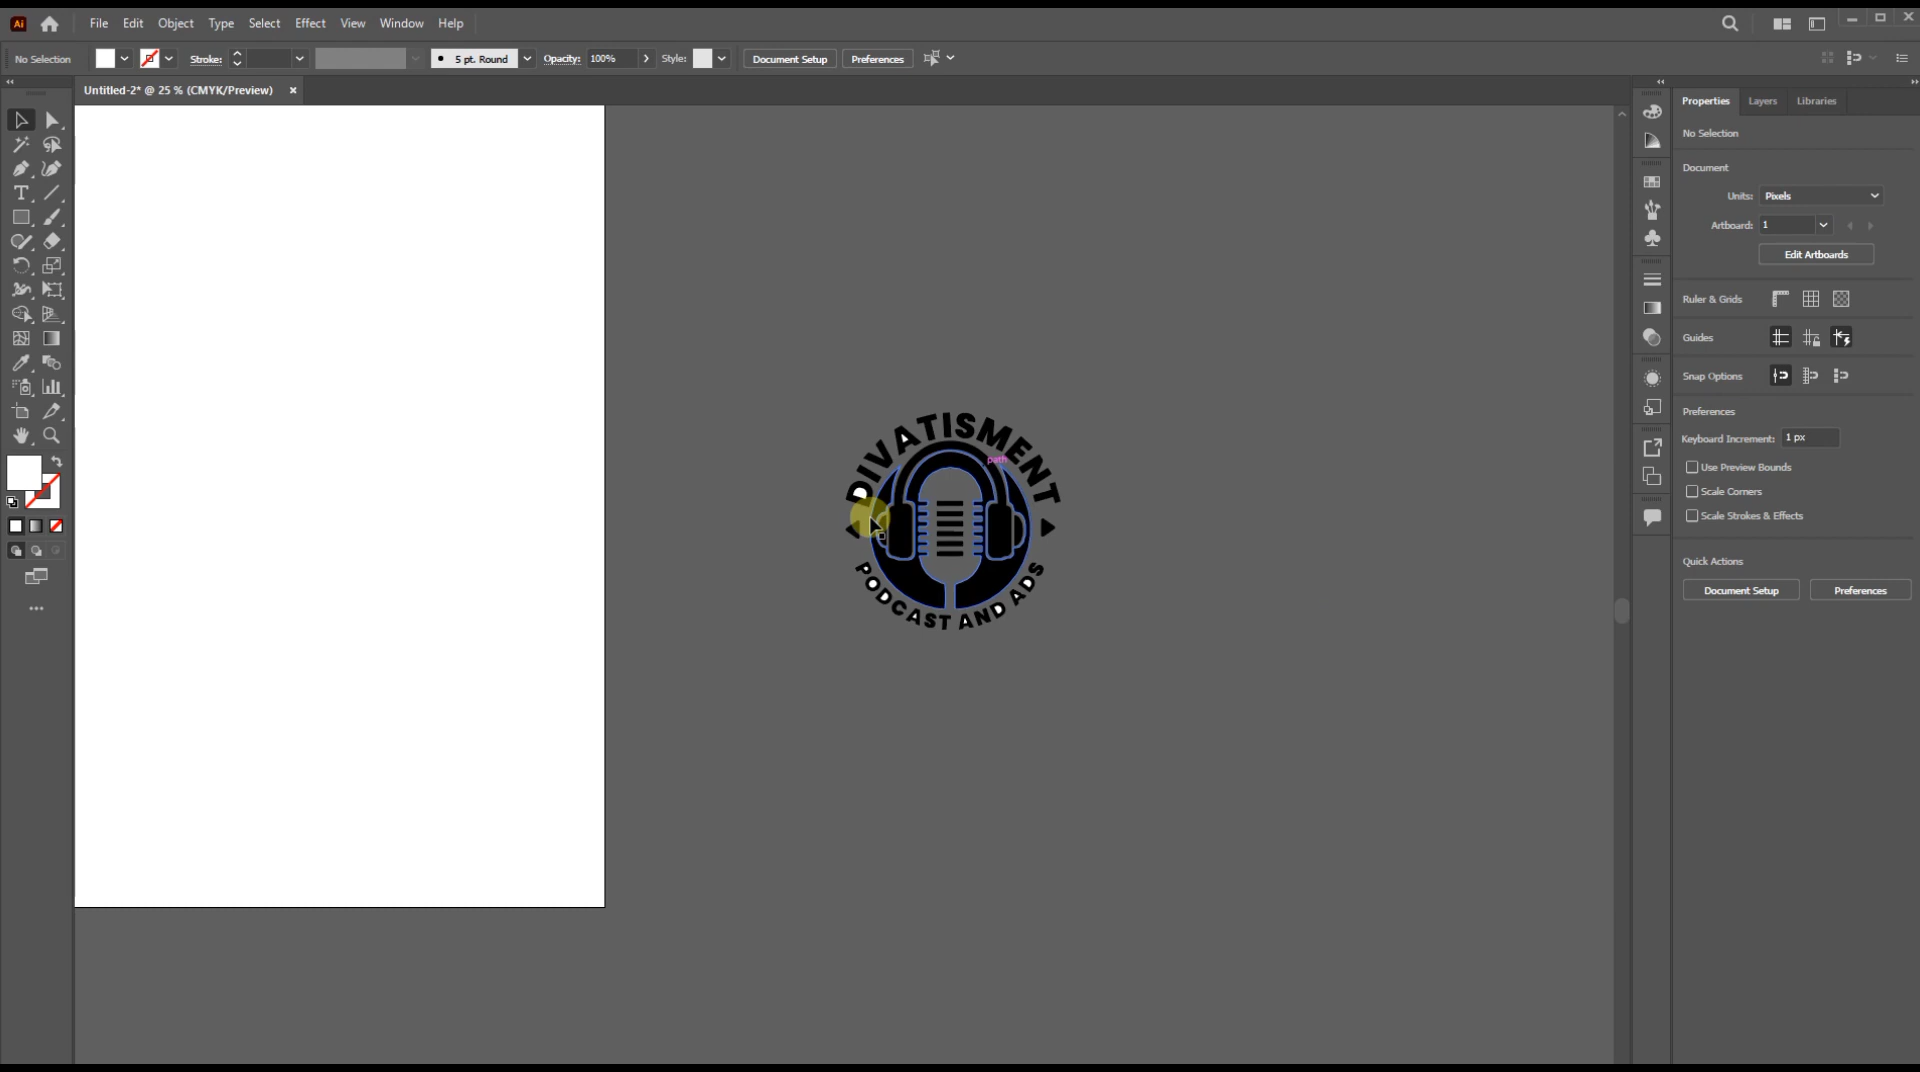 Ai File Edit Object Type Select Effect View Window Help
No Selection Stroke: 5 pt. Round Opacity: 100% Style: Document Setup Preferences
Untitled-2* @ 25 % (CMYK/Preview) ×
Properties Layers Libraries
No Selection
Document
Units: Pixels
Artboard: 1
Edit Artboards
Ruler & Grids
Guides
Snap Options
Preferences
Keyboard Increment: 1 px
Use Preview Bounds
Scale Corners
Scale Strokes & Effects
Quick Actions
Document Setup Preferences
DIVATISMENT
path
PODCAST AND ADS